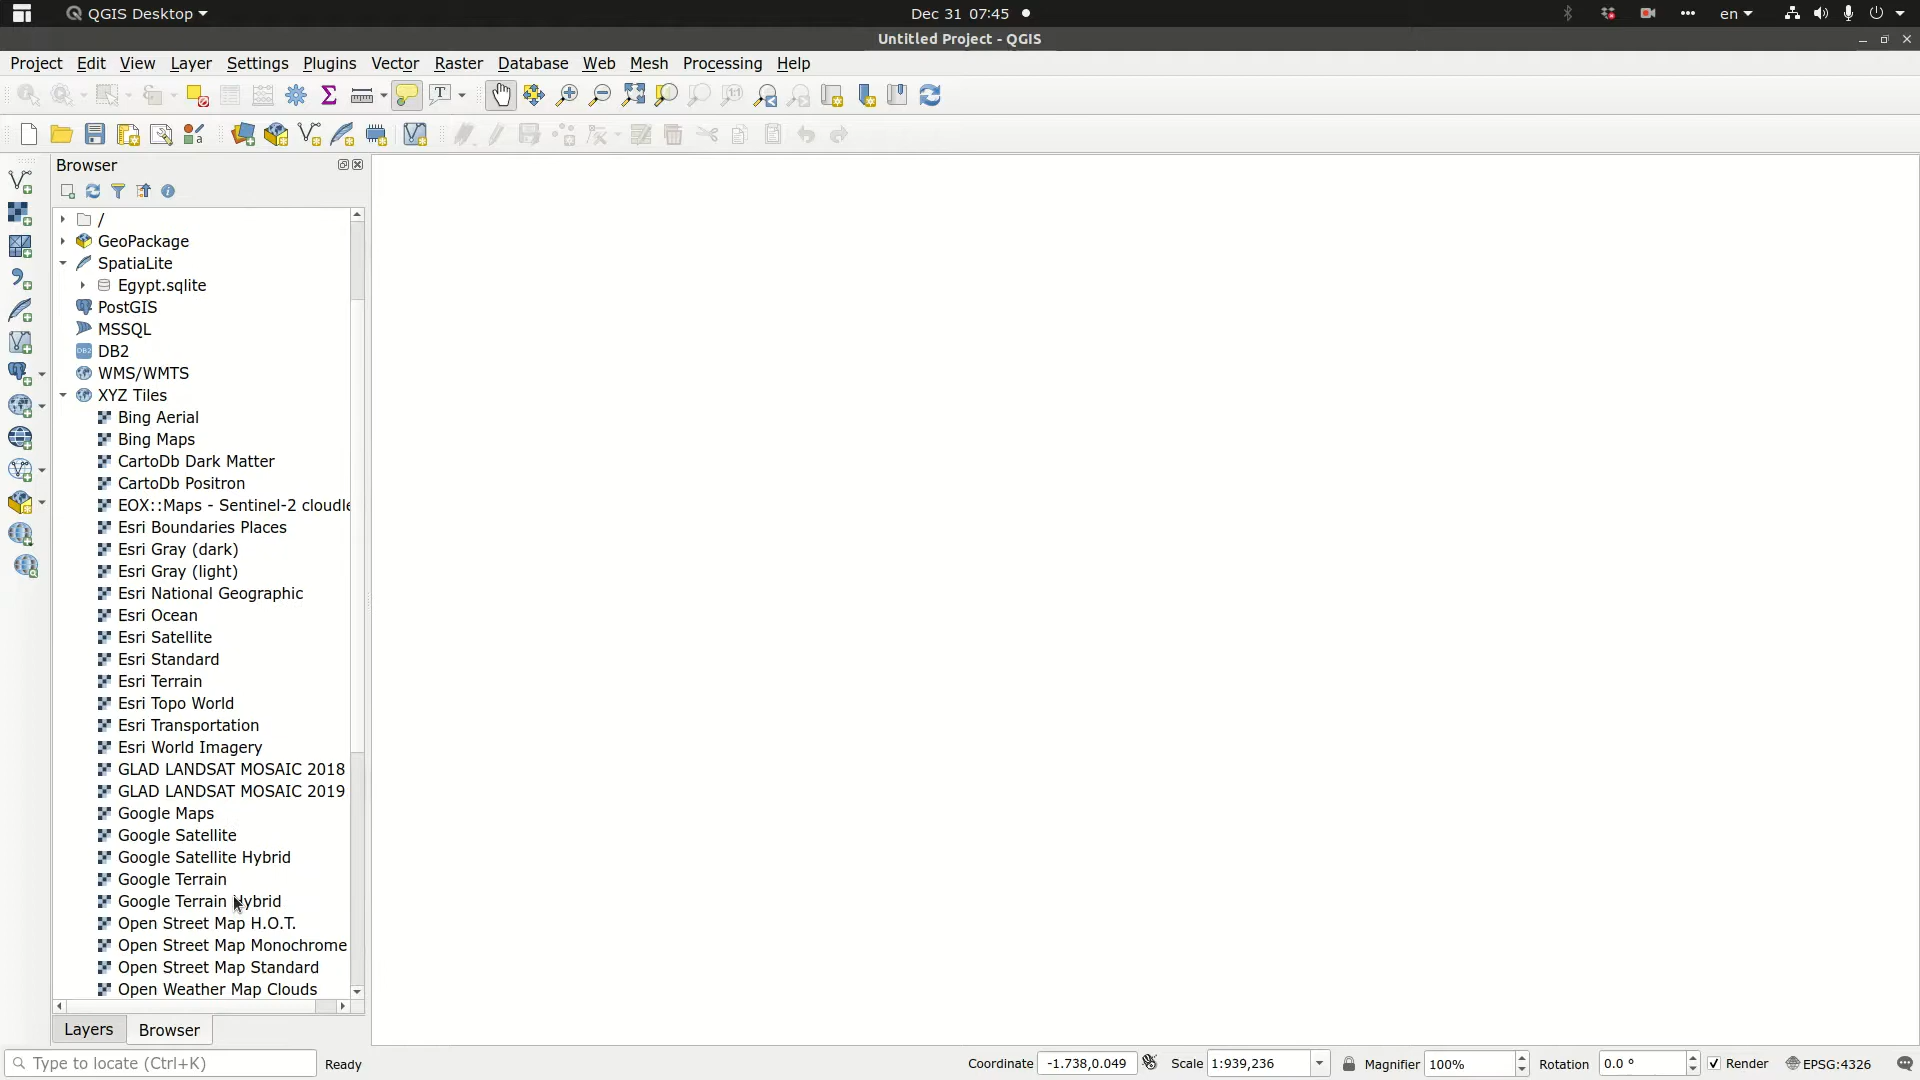 QGIS Desktop
Dec 31 07:45
en
Untitled Project - QGIS
Project Edit View Layer Settings Plugins Vector Raster Database Web Mesh Processing Help
Browser
/
GeoPackage
SpatiaLite
Egypt.sqlite
PostGIS
MSSQL
DB2
WMS/WMTS
XYZ Tiles
Bing Aerial
Bing Maps
CartoDb Dark Matter
CartoDb Positron
EOX::Maps - Sentinel-2 cloudle
Esri Boundaries Places
Esri Gray (dark)
Esri Gray (light)
Esri National Geographic
Esri Ocean
Esri Satellite
Esri Standard
Esri Terrain
Esri Topo World
Esri Transportation
Esri World Imagery
GLAD LANDSAT MOSAIC 2018
GLAD LANDSAT MOSAIC 2019
Google Maps
Google Satellite
Google Satellite Hybrid
Google Terrain
Google Terrain Hybrid
Open Street Map H.O.T.
Open Street Map Monochrome
Open Street Map Standard
Open Weather Map Clouds
Layers Browser
Type to locate (Ctrl+K) Ready Coordinate -1.738,0.049 Scale 1:939,236 Magnifier 100% Rotation 0.0 ° Render EPSG:4326